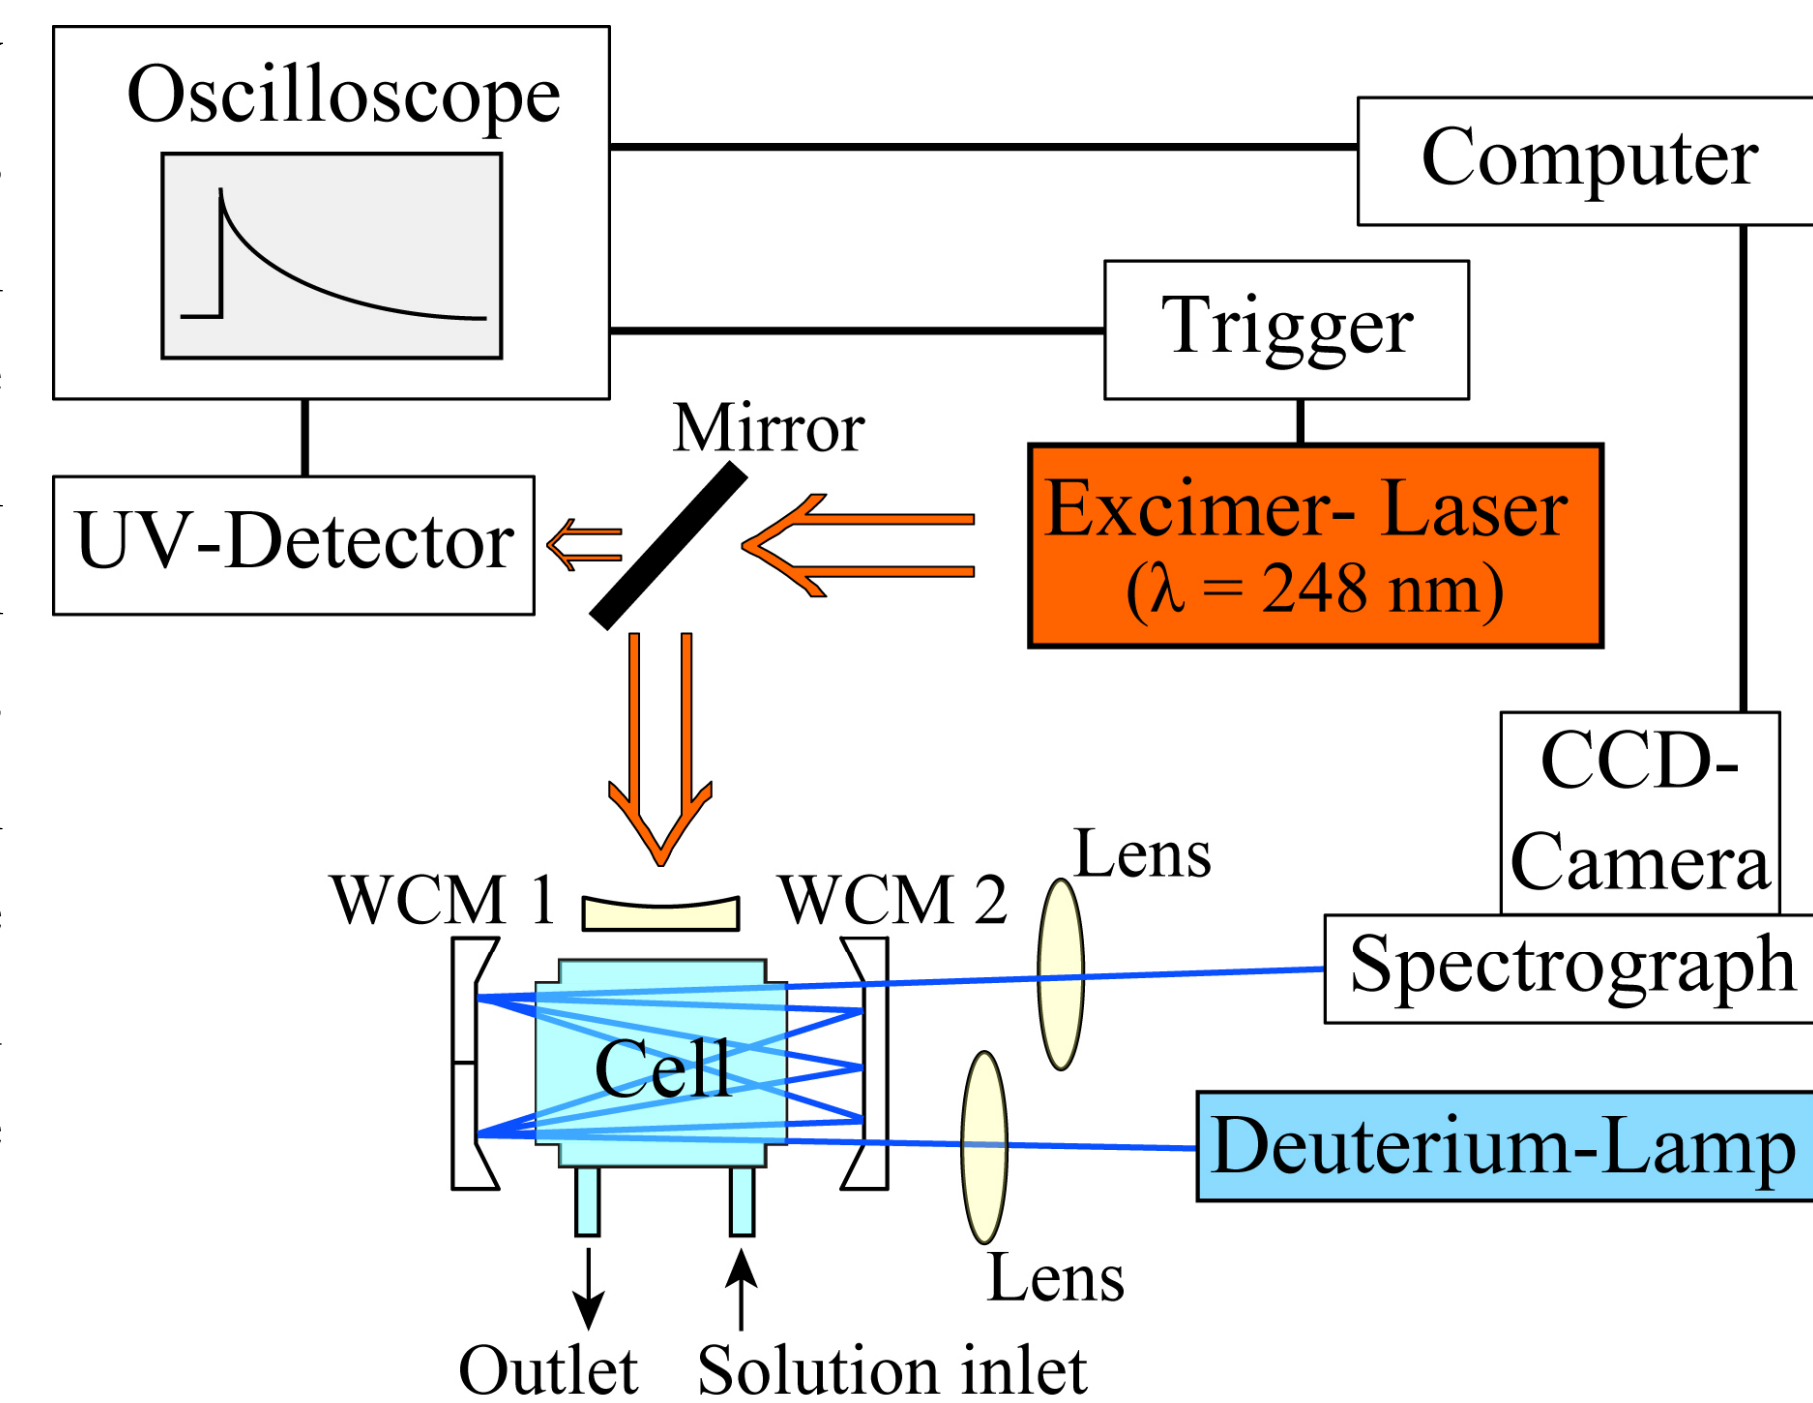 Oscilloscope
Computer
Trigger
Mirror
Excimer- Laser
(λ = 248 nm)
UV-Detector
CCD-
Camera
Lens
WCM 1
WCM 2
Spectrograph
Cell
Deuterium-Lamp
Lens
Outlet
Solution inlet